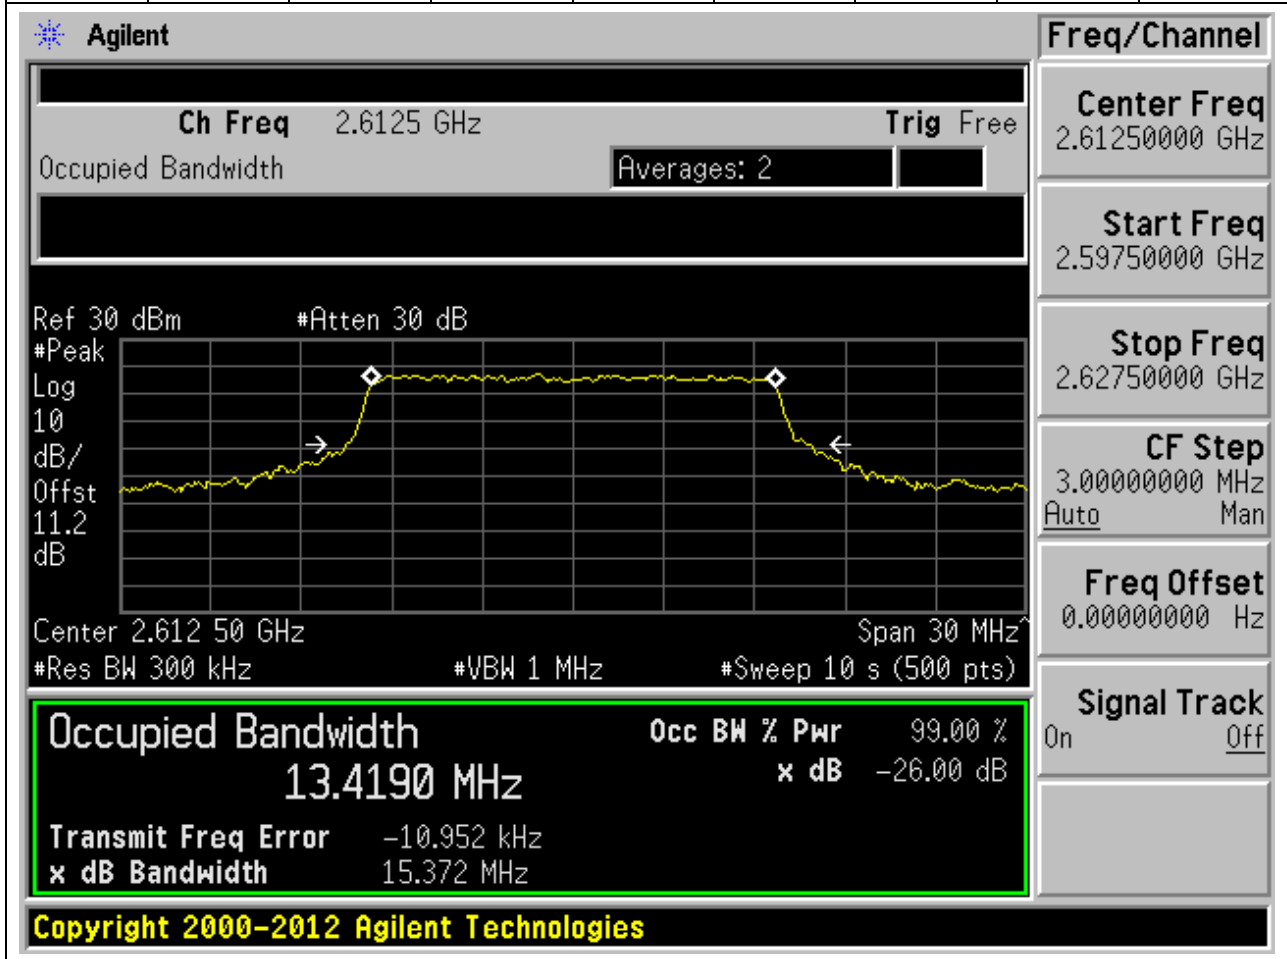 Agilent
Freq/Channel
Ch Freq 2.6125 GHz Trig Free
Occupied Bandwidth Averages: 2
Center Freq
2.61250000 GHz
Start Freq
2.59750000 GHz
Stop Freq
2.62750000 GHz
CF Step
3.00000000 MHz
Auto Man
Freq Offset
0.00000000 Hz
Signal Track
On Off
Ref 30 dBm #Atten 30 dB
#Peak
Log
10
dB/
Offst
11.2
dB
Center 2.612 50 GHz Span 30 MHz^
#Res BW 300 kHz #VBW 1 MHz #Sweep 10 s (500 pts)
Occupied Bandwidth Occ BW % Pwr 99.00 %
13.4190 MHz x dB -26.00 dB
Transmit Freq Error -10.952 kHz
x dB Bandwidth 15.372 MHz
Copyright 2000-2012 Agilent Technologies